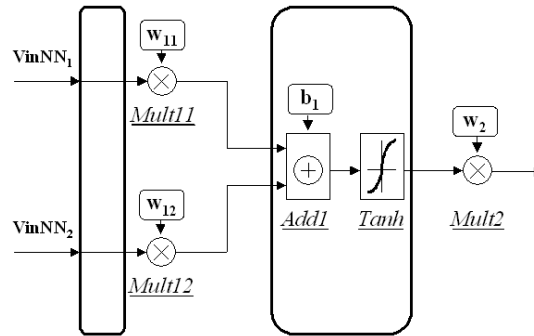 w11
VinNN1
Mult11
b1
w2
w12
VinNN2
Add1
Tanh
Mult2
Mult12